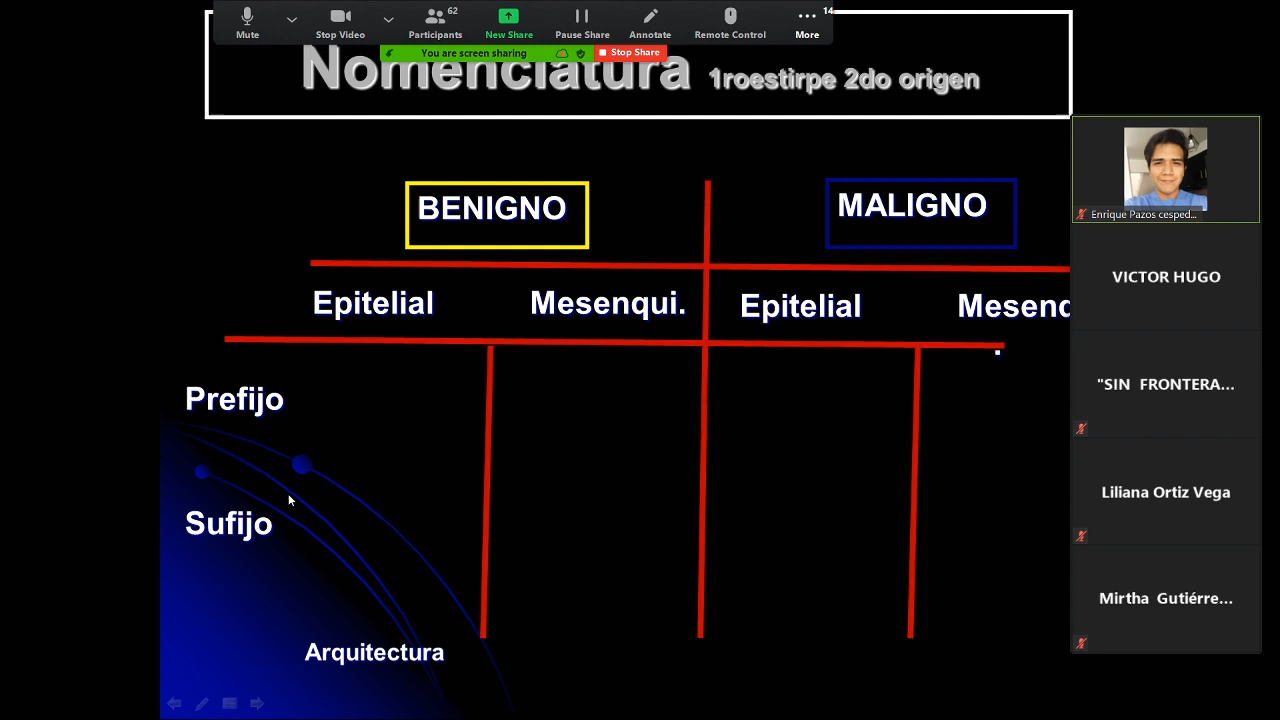 62
14
Mute
Stop Video
Participants
New Share
Pause Share
Annotate
Remote Control
More
You are screen sharing
Stop Share
Nomenclatura 1roestirpe 2do origen
BENIGNO
MALIGNO
Epitelial
Mesenqui.
Epitelial
Mesenq
.
Prefijo
Sufijo
Arquitectura
Enrique Pazos cesped...
VICTOR HUGO
"SIN FRONTERA...
Liliana Ortiz Vega
Mirtha Gutiérre...